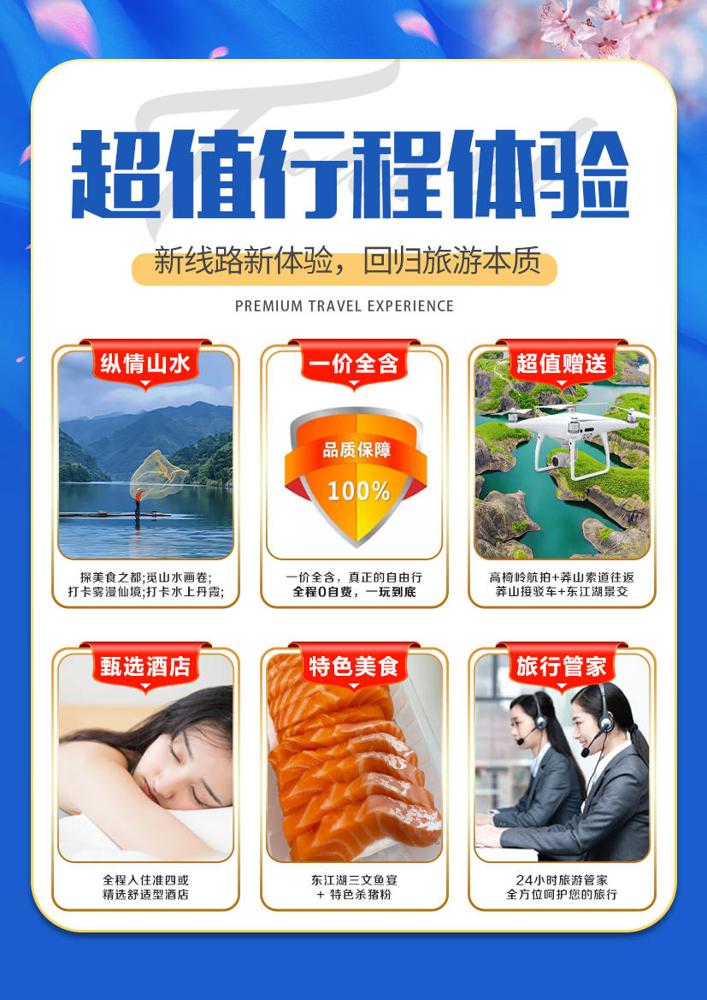 超值行程体验
新线路新体验，回归旅游本质
PREMIUM TRAVEL EXPERIENCE
纵情山水
探美食之都;觅山水画卷;
打卡雾漫仙境;打卡水上丹霞;
一价全含
品质保障
100%
一价全含，真正的自由行
全程0自费，一玩到底
超值赠送
高椅岭航拍+莽山索道往返
莽山接驳车+东江湖景交
甄选酒店
全程入住准四或
精选舒适型酒店
特色美食
东江湖三文鱼宴
+ 特色杀猪粉
旅行管家
24小时旅游管家
全方位呵护您的旅行